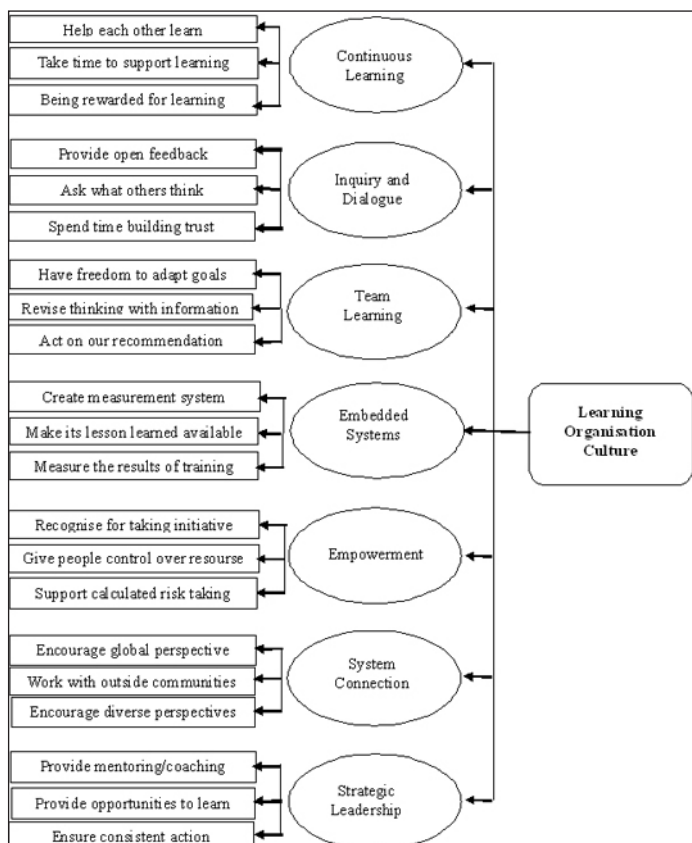 Help each other learn
Take time to support learning
Being rewarded for learning
Continuous
Learning
Provide open feedback
Ask what others think
Spend time building trust
Inquiry and
Dialogue
Have freedom to adapt goals
Revise thinking with information
Act on our recommendation
Team
Learning
Create measurement system
Make its lesson learned available
Measure the results of training
Embedded
Systems
Learning
Organisation
Culture
Recognise for taking initiative
Give people control over resourse
Support calculated risk taking
Empowerment
Encourage global perspective
Work with outside communities
Encourage diverse perspectives
System
Connection
Provide mentoring/coaching
Provide opportunities to learn
Ensure consistent action
Strategic
Leadership